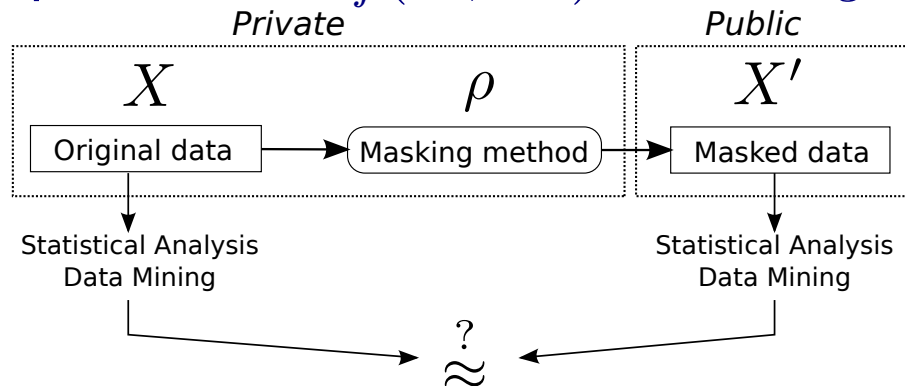 Private Public
X ρ X′
Original data Masking method Masked data
Statistical Analysis Statistical Analysis
Data Mining Data Mining
?
≈